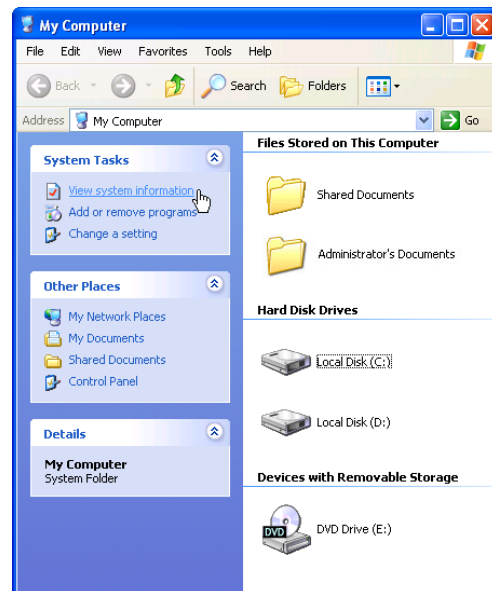 My Computer
File Edit View Favorites Tools Help
Back Search Folders
Address My Computer Go
System Tasks
View system information
Add or remove programs
Change a setting
Other Places
My Network Places
My Documents
Shared Documents
Control Panel
Details
My Computer
System Folder
Files Stored on This Computer
Shared Documents
Administrator's Documents
Hard Disk Drives
Local Disk (C:)
Local Disk (D:)
Devices with Removable Storage
DVD
DVD Drive (E:)